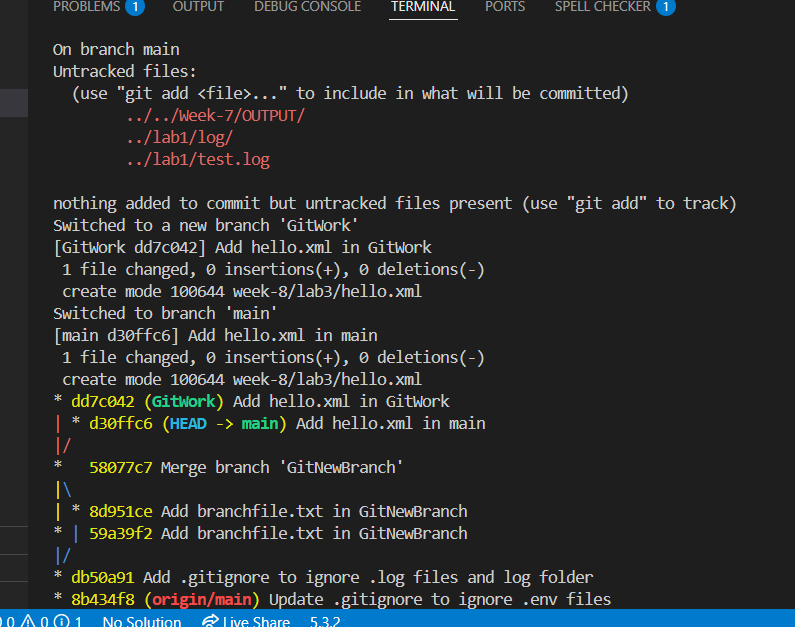 PROBLEMS 1 OUTPUT DEBUG CONSOLE TERMINAL PORTS SPELL CHECKER 1
On branch main
Untracked files:
  (use "git add <file>..." to include in what will be committed)
        ../../Week-7/OUTPUT/
        ../lab1/log/
        ../lab1/test.log
nothing added to commit but untracked files present (use "git add" to track)
Switched to a new branch 'GitWork'
[GitWork dd7c042] Add hello.xml in GitWork
 1 file changed, 0 insertions(+), 0 deletions(-)
 create mode 100644 week-8/lab3/hello.xml
Switched to branch 'main'
[main d30ffc6] Add hello.xml in main
 1 file changed, 0 insertions(+), 0 deletions(-)
 create mode 100644 week-8/lab3/hello.xml
* dd7c042 (GitWork) Add hello.xml in GitWork
| * d30ffc6 (HEAD -> main) Add hello.xml in main
|/
*   58077c7 Merge branch 'GitNewBranch'
|\
| * 8d951ce Add branchfile.txt in GitNewBranch
* | 59a39f2 Add branchfile.txt in GitNewBranch
|/
* db50a91 Add .gitignore to ignore .log files and log folder
* 8b434f8 (origin/main) Update .gitignore to ignore .env files
0 0 1 No Solution Live Share 5.3.2